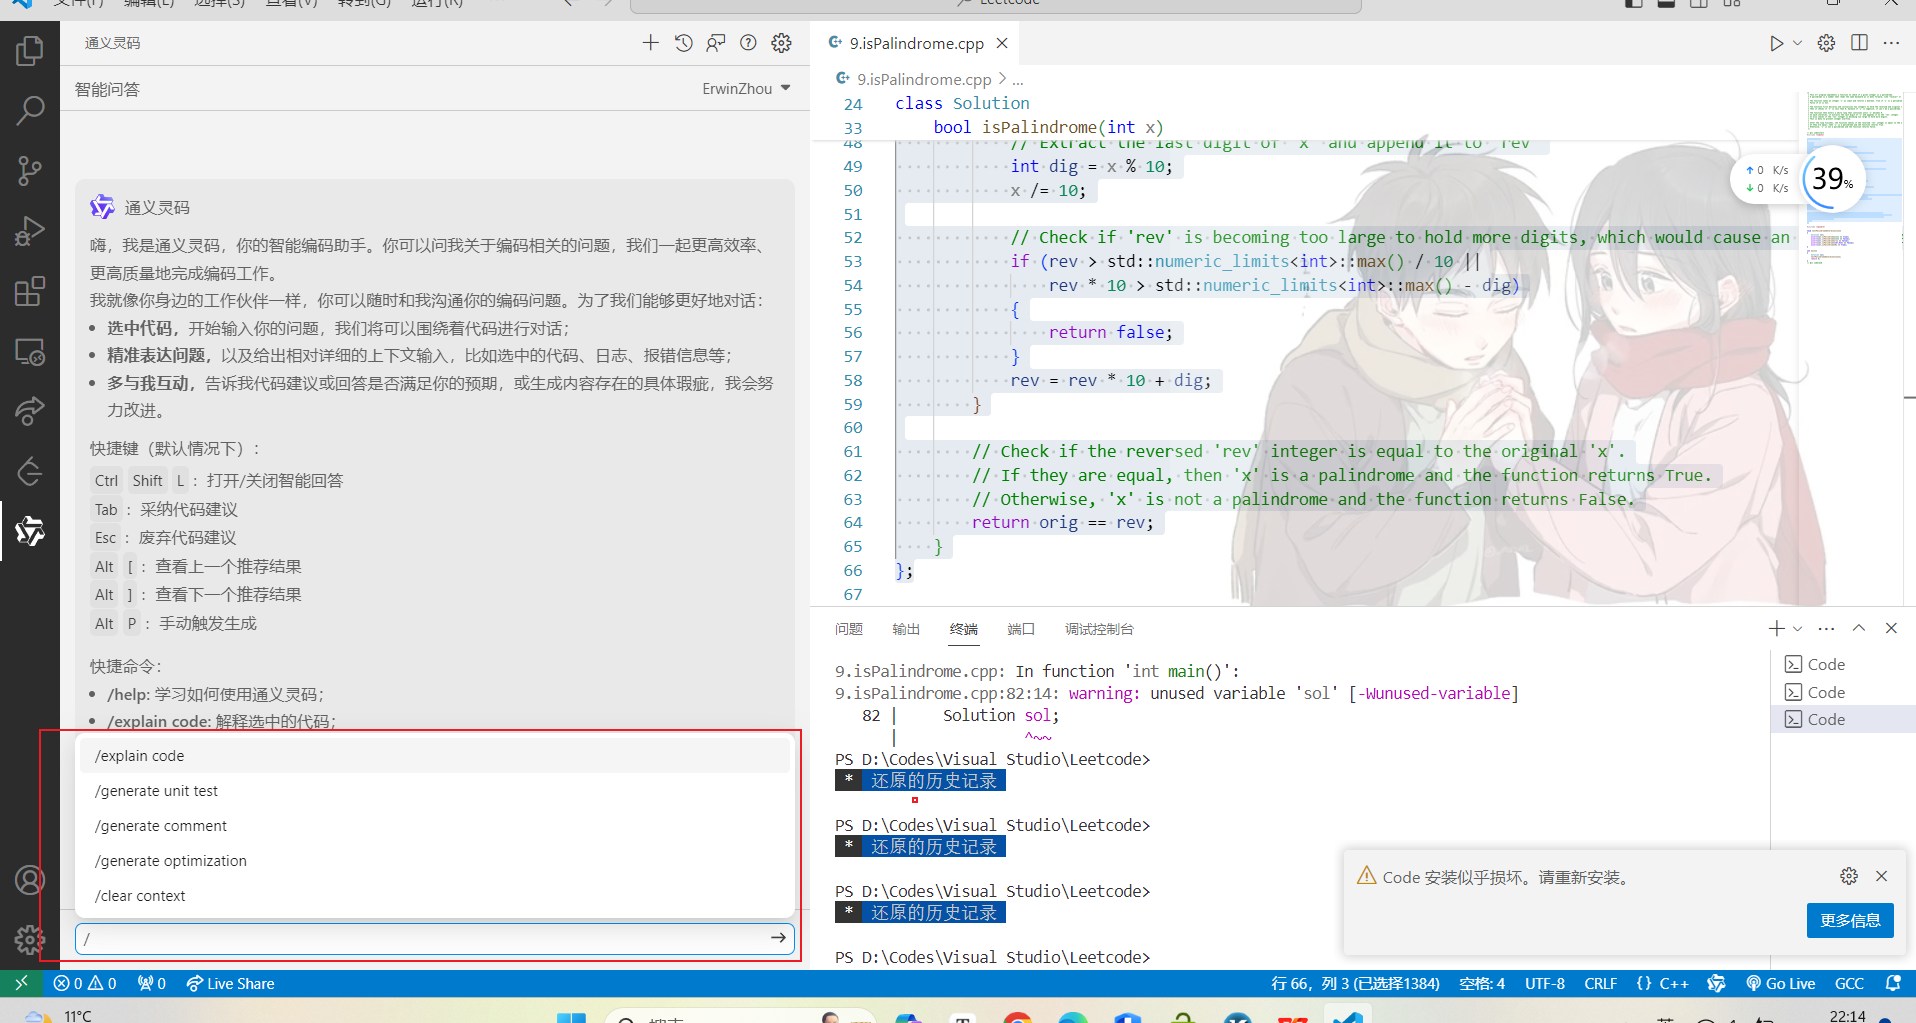 文件(F) 编辑(E) 选择(S) 查看(V) 转到(G) 运行(R)
Leetcode
通义灵码
智能问答
ErwinZhou
通义灵码
嗨，我是通义灵码，你的智能编码助手。你可以问我关于编码相关的问题，我们一起更高效率、
更高质量地完成编码工作。
我就像你身边的工作伙伴一样，你可以随时和我沟通你的编码问题。为了我们能够更好地对话：
• 选中代码，开始输入你的问题，我们将可以围绕着代码进行对话；
• 精准表达问题，以及给出相对详细的上下文输入，比如选中的代码、日志、报错信息等；
• 多与我互动，告诉我代码建议或回答是否满足你的预期，或生成内容存在的具体瑕疵，我会努
力改进。
快捷键（默认情况下）：
Ctrl Shift L ：打开/关闭智能回答
Tab ：采纳代码建议
Esc ：废弃代码建议
Alt [ ：查看上一个推荐结果
Alt ] ：查看下一个推荐结果
Alt P ：手动触发生成
快捷命令：
• /help: 学习如何使用通义灵码；
• /explain code: 解释选中的代码；
/explain code
/generate unit test
/generate comment
/generate optimization
/clear context
/
9.isPalindrome.cpp
9.isPalindrome.cpp > ...
24 class Solution
33 bool isPalindrome(int x)
48 // Extract the last digit of 'x' and append it to 'rev'
49 int dig = x % 10;
50 x /= 10;
51
52 // Check if 'rev' is becoming too large to hold more digits, which would cause an
53 if (rev > std::numeric_limits<int>::max() / 10 ||
54 rev * 10 > std::numeric_limits<int>::max() - dig)
55 {
56 return false;
57 }
58 rev = rev * 10 + dig;
59 }
60
61 // Check if the reversed 'rev' integer is equal to the original 'x'.
62 // If they are equal, then 'x' is a palindrome and the function returns True.
63 // Otherwise, 'x' is not a palindrome and the function returns False.
64 return orig == rev;
65 }
66 };
67
↑ 0 K/s
↓ 0 K/s
39%
问题 输出 终端 端口 调试控制台
9.isPalindrome.cpp: In function 'int main()':
9.isPalindrome.cpp:82:14: warning: unused variable 'sol' [-Wunused-variable]
82 | Solution sol;
| ^~~
PS D:\Codes\Visual Studio\Leetcode>
* 还原的历史记录
PS D:\Codes\Visual Studio\Leetcode>
* 还原的历史记录
PS D:\Codes\Visual Studio\Leetcode>
* 还原的历史记录
PS D:\Codes\Visual Studio\Leetcode>
Code
Code
Code
Code 安装似乎损坏。请重新安装。
更多信息
0 0 0 Live Share
行 66，列 3 (已选择1384) 空格: 4 UTF-8 CRLF {} C++ Go Live GCC
11°C
搜索
22:14